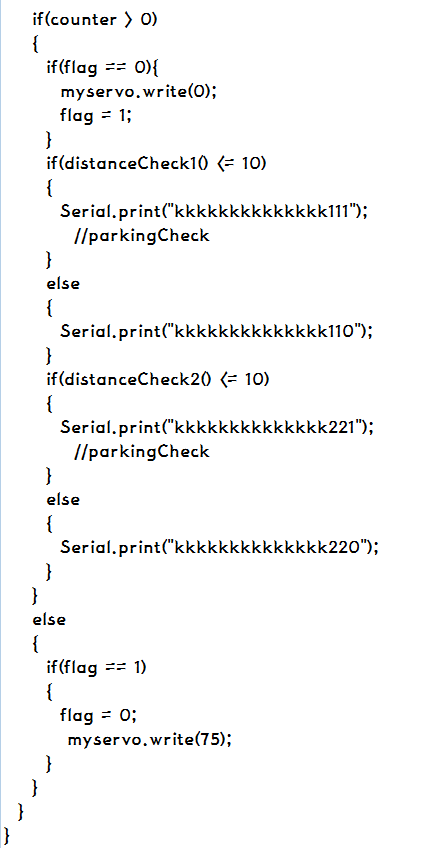 if(counter > 0)
{
if(flag == 0){
myservo.write(0);
flag = 1;
}
if(distanceCheck1() <= 10)
{
Serial.print("kkkkkkkkkkkkkk111");
//parkingCheck
}
else
{
Serial.print("kkkkkkkkkkkkkk110");
}
if(distanceCheck2() <= 10)
{
Serial.print("kkkkkkkkkkkkkk221");
//parkingCheck
}
else
{
Serial.print("kkkkkkkkkkkkkk220");
}
}
else
{
if(flag == 1)
{
flag = 0;
myservo.write(75);
}
}
}
}